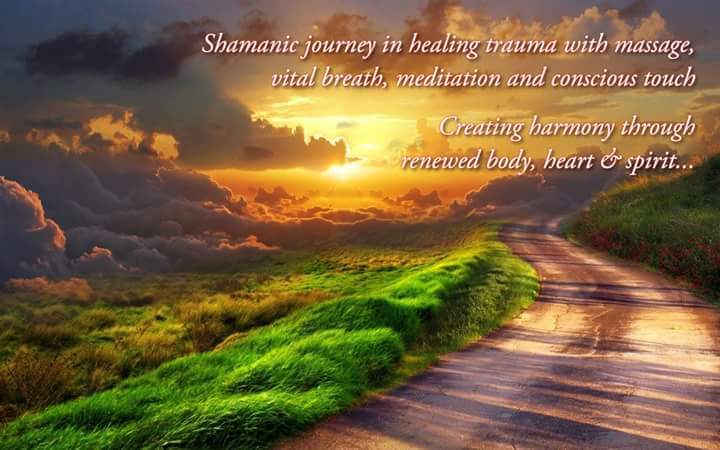 Shamanic journey in healing trauma with massage,
vital breath, meditation and conscious touch
Creating harmony through
renewed body, heart & spirit...